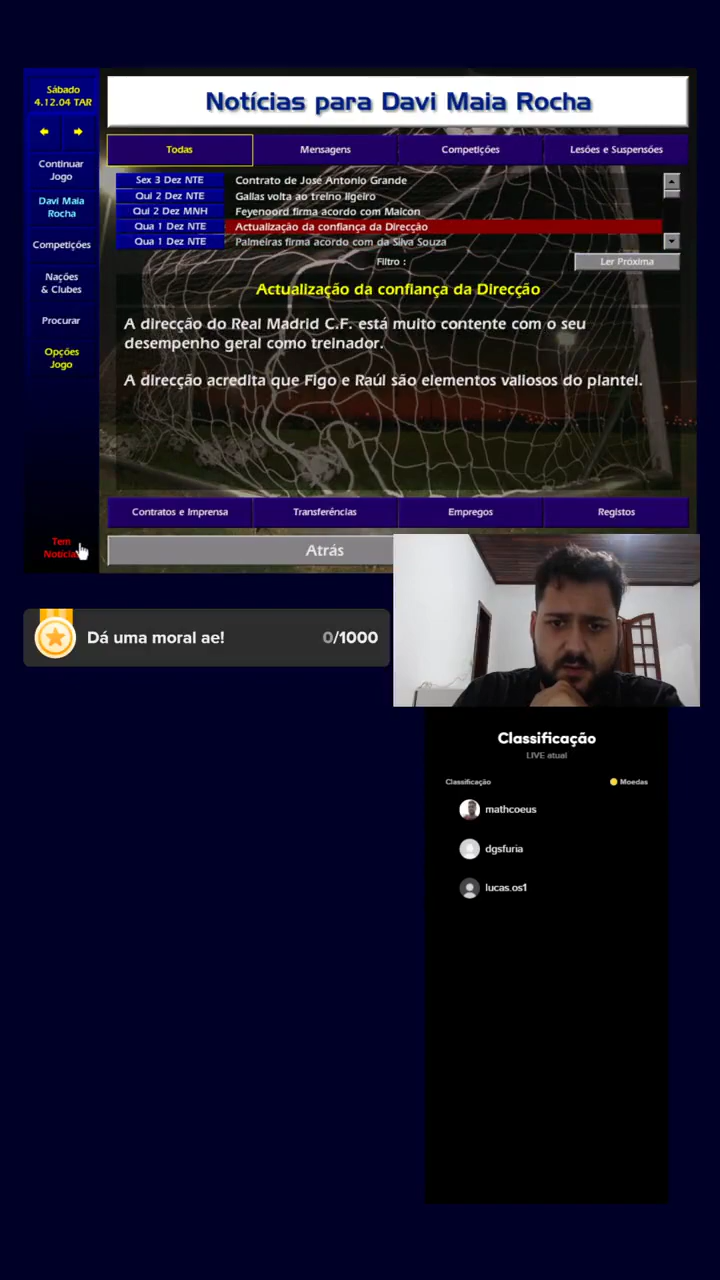 Sábado
4.12.04 TAR
Notícias para Davi Maia Rocha
Continuar
Jogo
Davi Maia
Rocha
Competições
Nações
& Clubes
Procurar
Opções
Jogo
Todas
Mensagens
Competições
Lesões e Suspensões
Sex 3 Dez NTE Contrato de José Antonio Grande
Qui 2 Dez NTE Gallas volta ao treino ligeiro
Qui 2 Dez MNH Feyenoord firma acordo com Maicon
Qua 1 Dez NTE Actualização da confiança da Direcção
Qua 1 Dez NTE Palmeiras firma acordo com da Silva Souza
Filtro :
Ler Próxima
Actualização da confiança da Direcção
A direcção do Real Madrid C.F. está muito contente com o seu
desempenho geral como treinador.
A direcção acredita que Figo e Raúl são elementos valiosos do plantel.
Contratos e Imprensa
Transferências
Empregos
Registos
Tem
Atrás
Dá uma moral ae! 0/1000
Classificação
LIVE atual
Classificação Moedas
mathcoeus
dgsfuria
lucas.os1